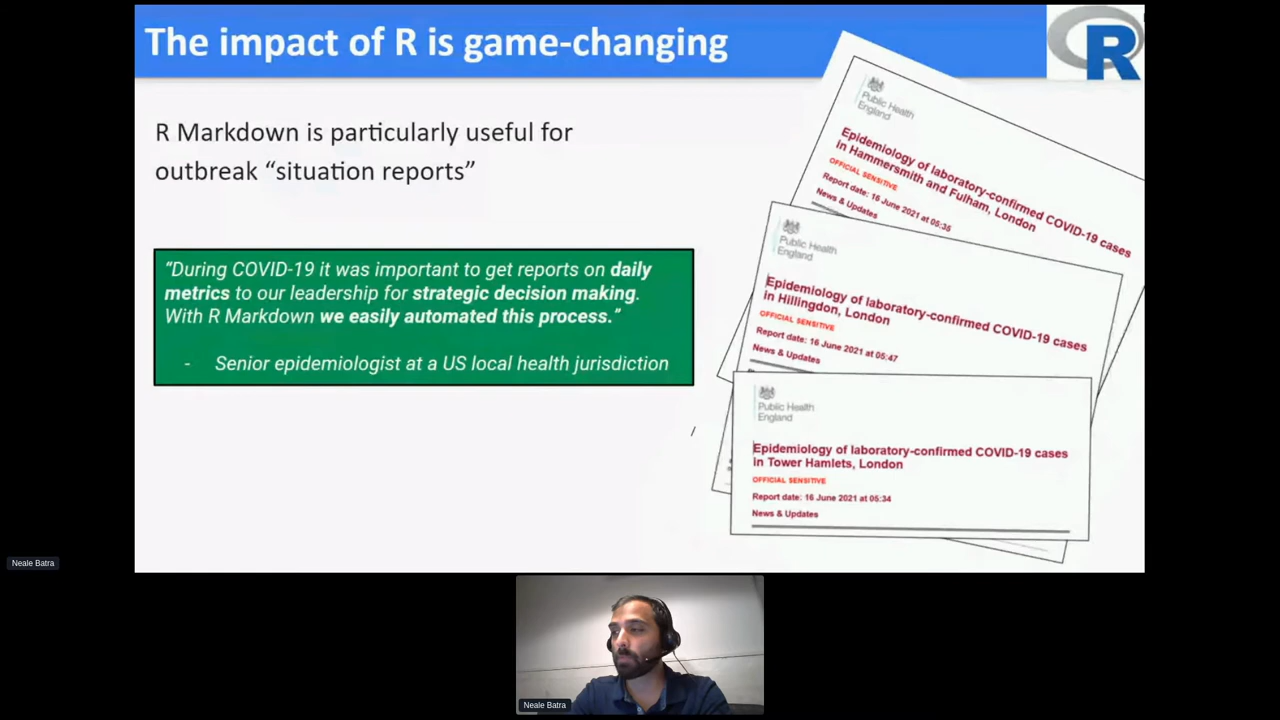 The impact of R is game-changing
R
R Markdown is particularly useful for
outbreak “situation reports”
“During COVID-19 it was important to get reports on daily
metrics to our leadership for strategic decision making.
With R Markdown we easily automated this process.”
- Senior epidemiologist at a US local health jurisdiction
Public Health
England
Epidemiology of laboratory-confirmed COVID-19 cases
in Hammersmith and Fulham, London
OFFICIAL SENSITIVE
Report date: 16 June 2021 at 05:35
News & Updates
Public Health
England
Epidemiology of laboratory-confirmed COVID-19 cases
in Hillingdon, London
OFFICIAL SENSITIVE
Report date: 16 June 2021 at 05:47
News & Updates
Public Health
England
Epidemiology of laboratory-confirmed COVID-19 cases
in Tower Hamlets, London
OFFICIAL SENSITIVE
Report date: 16 June 2021 at 05:34
News & Updates
Neale Batra
Neale Batra